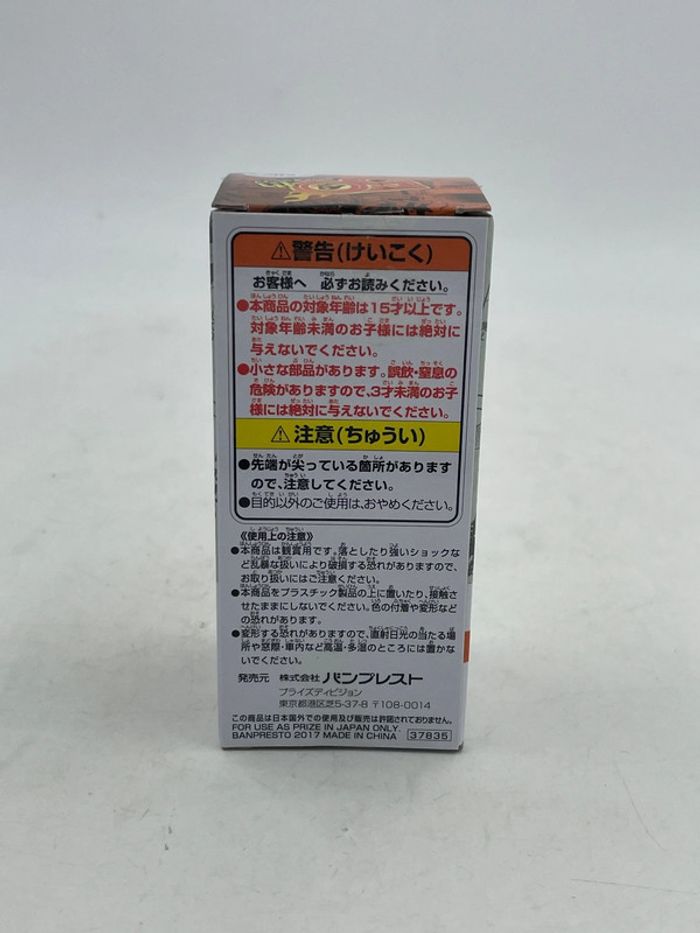 ⚠警告(けいこく)
お客様へ 必ずお読みください。
●本商品の対象年齢は15才以上です。
対象年齢未満のお子様には絶対に
与えないでください。
●小さな部品があります。誤飲・窒息の
危険がありますので、3才未満のお子
様には絶対に与えないでください。
⚠注意(ちゅうい)
●先端が尖っている箇所があります
ので、注意してください。
●目的以外のご使用は、おやめください。
《使用上の注意》
●本商品は観賞用です。落としたり強いショックな
ど乱暴な扱いにより破損する恐れがありますので、
お取り扱いにはご注意ください。
●本商品をプラスチック製品の上に置いたり、接触さ
せたままにしないでください。色の付着や変形など
の恐れがあります。
●変形する恐れがありますので、直射日光の当たる場
所や窓際・車内など高温・多湿のところには置かな
いでください。
発売元 株式会社 バンプレスト
プライズディビジョン
東京都港区芝5-37-8 〒108-0014
この商品は日本国外での使用及び販売は許諾されておりません。
FOR USE AS PRIZE IN JAPAN ONLY.
BANPRESTO 2017 MADE IN CHINA 37835